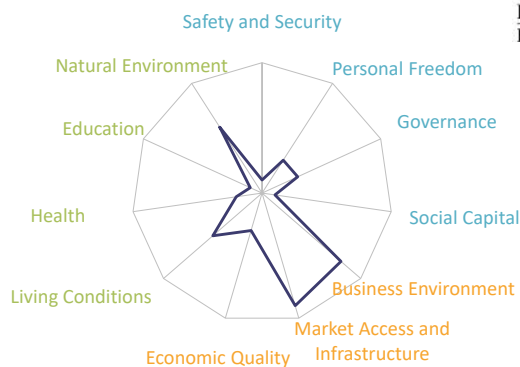 Safety and Security
Natural Environment
Personal Freedom
Education
Governance
Health
Social Capital
Living Conditions
Business Environment
Market Access and
Infrastructure
Economic Quality